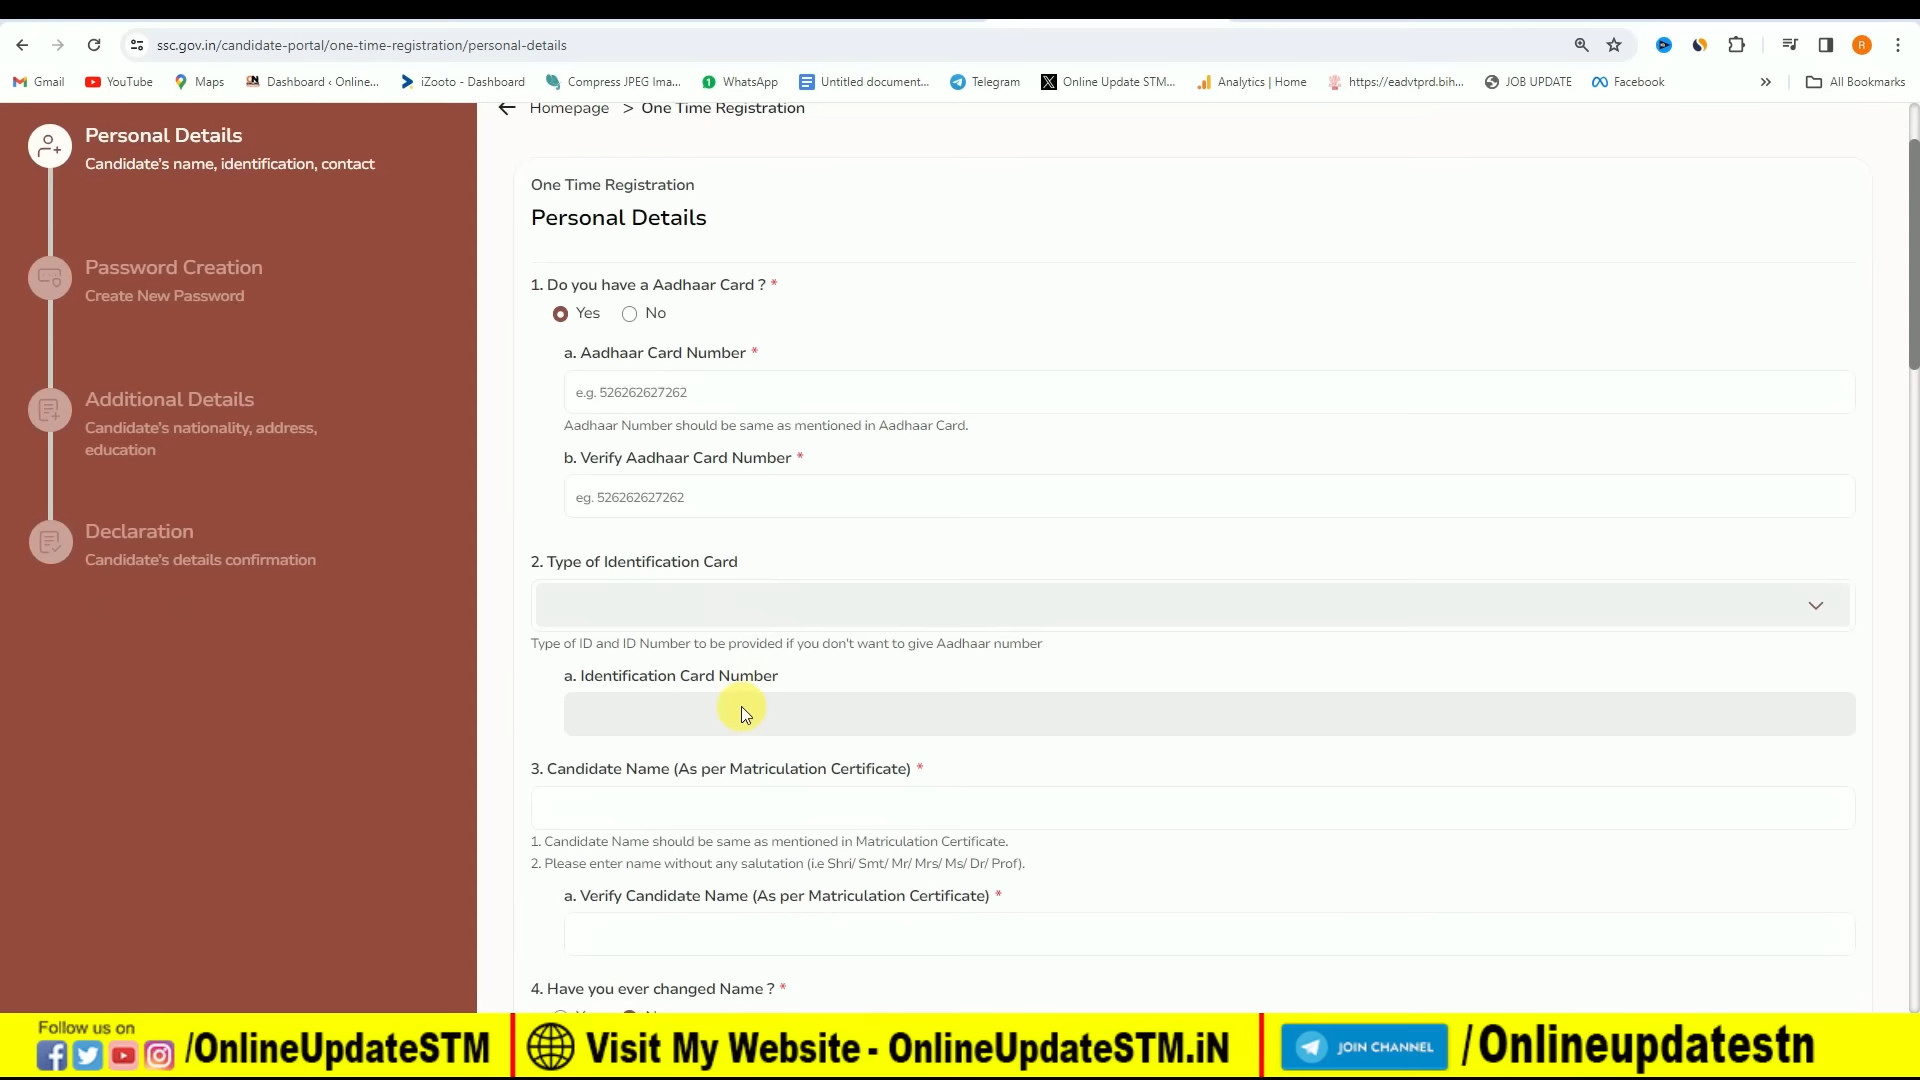 ssc.gov.in/candidate-portal/one-time-registration/personal-details
R
Gmail
YouTube
Maps
Dashboard ‹ Online...
iZooto - Dashboard
Compress JPEG Ima...
WhatsApp
Untitled document...
Telegram
Online Update STM...
Analytics | Home
https://eadvtprd.bih...
JOB UPDATE
Facebook
»
All Bookmarks
Personal Details
Candidate's name, identification, contact
Password Creation
Create New Password
Additional Details
Candidate's nationality, address,
education
Declaration
Candidate's details confirmation
Homepage > One Time Registration
One Time Registration
Personal Details
1. Do you have a Aadhaar Card ? *
Yes No
a. Aadhaar Card Number *
e.g. 526262627262
Aadhaar Number should be same as mentioned in Aadhaar Card.
b. Verify Aadhaar Card Number *
eg. 526262627262
2. Type of Identification Card
Type of ID and ID Number to be provided if you don't want to give Aadhaar number
a. Identification Card Number
3. Candidate Name (As per Matriculation Certificate) *
1. Candidate Name should be same as mentioned in Matriculation Certificate.
2. Please enter name without any salutation (i.e Shri/ Smt/ Mr/ Mrs/ Ms/ Dr/ Prof).
a. Verify Candidate Name (As per Matriculation Certificate) *
4. Have you ever changed Name ? *
Follow us on
/OnlineUpdateSTM
Visit My Website - OnlineUpdateSTM.iN
JOIN CHANNEL
/Onlineupdatestn